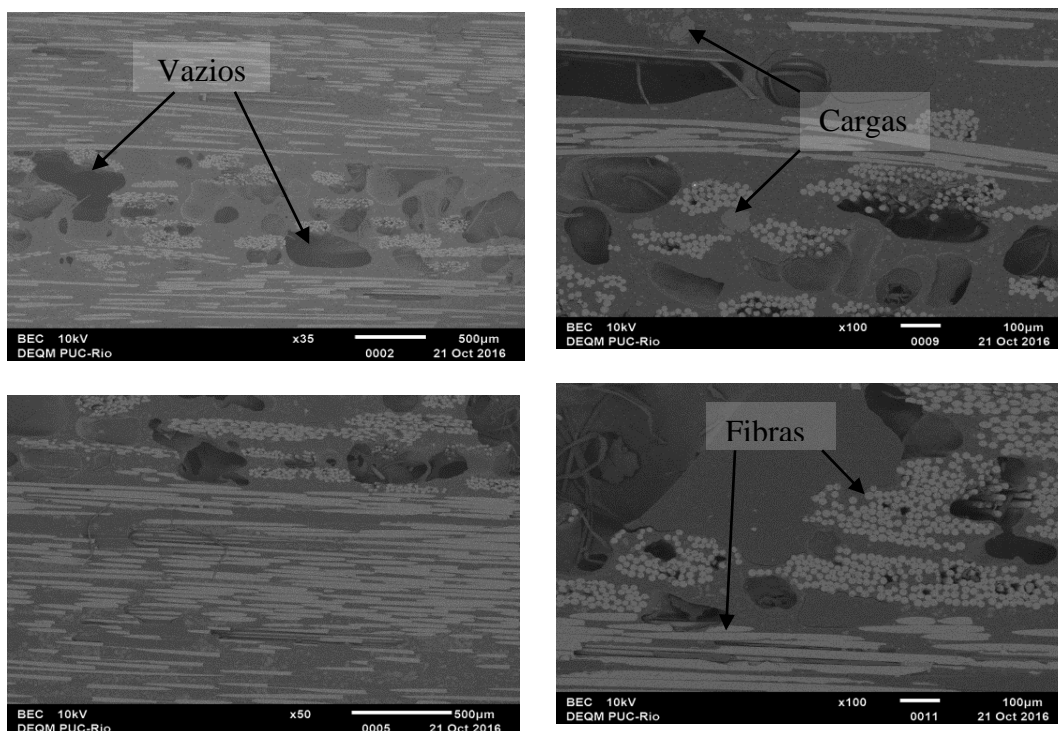 Vazios
BEC 10kV x35 500µm
DEQM PUC-Rio 0002 21 Oct 2016
Cargas
BEC 10kV x100 100µm
DEQM PUC-Rio 0009 21 Oct 2016
BEC 10kV x50 500µm
DEQM PUC-Rio 0005 21 Oct 2016
Fibras
BEC 10kV x100 100µm
DEQM PUC-Rio 0011 21 Oct 2016